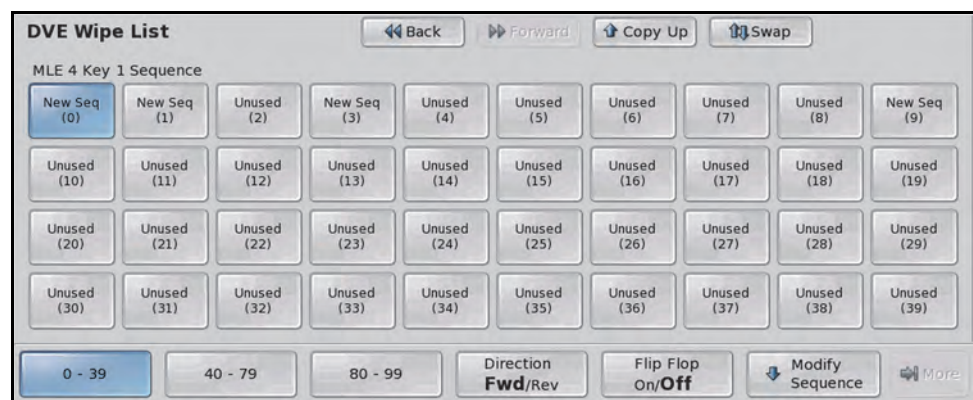 DVE Wipe List
Back
Forward
Copy Up
Swap
MLE 4 Key 1 Sequence
New Seq (0)
New Seq (1)
Unused (2)
New Seq (3)
Unused (4)
Unused (5)
Unused (6)
Unused (7)
Unused (8)
New Seq (9)
Unused (10)
Unused (11)
Unused (12)
Unused (13)
Unused (14)
Unused (15)
Unused (16)
Unused (17)
Unused (18)
Unused (19)
Unused (20)
Unused (21)
Unused (22)
Unused (23)
Unused (24)
Unused (25)
Unused (26)
Unused (27)
Unused (28)
Unused (29)
Unused (30)
Unused (31)
Unused (32)
Unused (33)
Unused (34)
Unused (35)
Unused (36)
Unused (37)
Unused (38)
Unused (39)
0 - 39
40 - 79
80 - 99
Direction
Fwd/Rev
Flip Flop
On/Off
Modify
Sequence
More